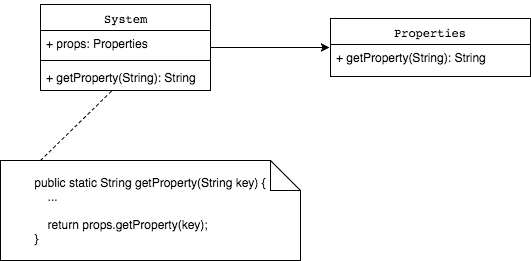 System
+ props: Properties
+ getProperty(String): String
Properties
+ getProperty(String): String
public static String getProperty(String key) {
...
return props.getProperty(key);
}